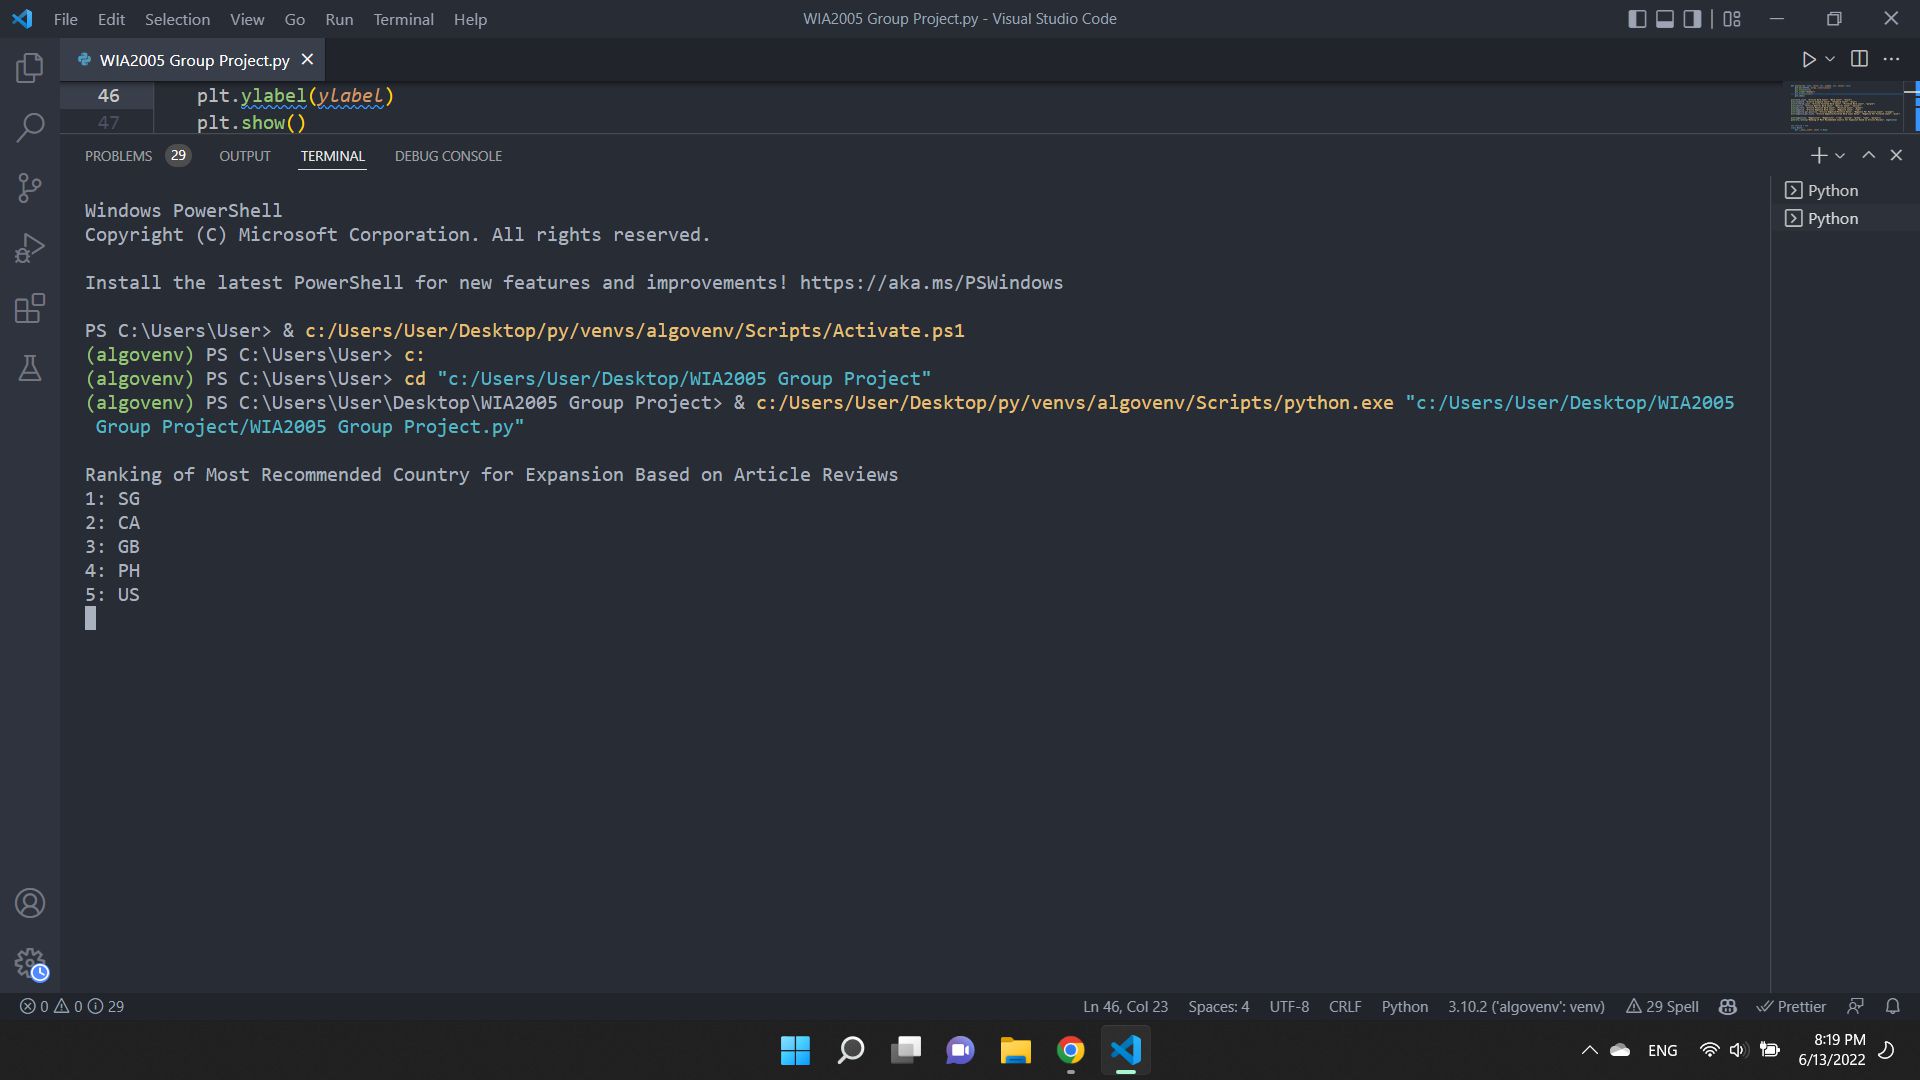 File Edit Selection View Go Run Terminal Help
WIA2005 Group Project.py - Visual Studio Code
WIA2005 Group Project.py
46 plt.ylabel(ylabel)
47 plt.show()
PROBLEMS 29 OUTPUT TERMINAL DEBUG CONSOLE
Python
Python
Windows PowerShell
Copyright (C) Microsoft Corporation. All rights reserved.
Install the latest PowerShell for new features and improvements! https://aka.ms/PSWindows
PS C:\Users\User> & c:/Users/User/Desktop/py/venvs/algovenv/Scripts/Activate.ps1
(algovenv) PS C:\Users\User> c:
(algovenv) PS C:\Users\User> cd "c:/Users/User/Desktop/WIA2005 Group Project"
(algovenv) PS C:\Users\User\Desktop\WIA2005 Group Project> & c:/Users/User/Desktop/py/venvs/algovenv/Scripts/python.exe "c:/Users/User/Desktop/WIA2005
Group Project/WIA2005 Group Project.py"
Ranking of Most Recommended Country for Expansion Based on Article Reviews
1: SG
2: CA
3: GB
4: PH
5: US
0 0 29
Ln 46, Col 23 Spaces: 4 UTF-8 CRLF Python 3.10.2 ('algovenv': venv) 29 Spell Prettier
ENG
8:19 PM
6/13/2022